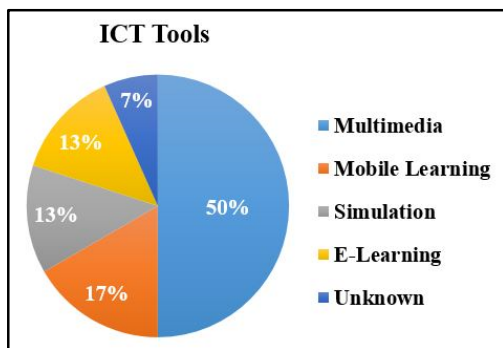 ICT Tools
7%
13%
13%
17%
50%
Multimedia
Mobile Learning
Simulation
E-Learning
Unknown